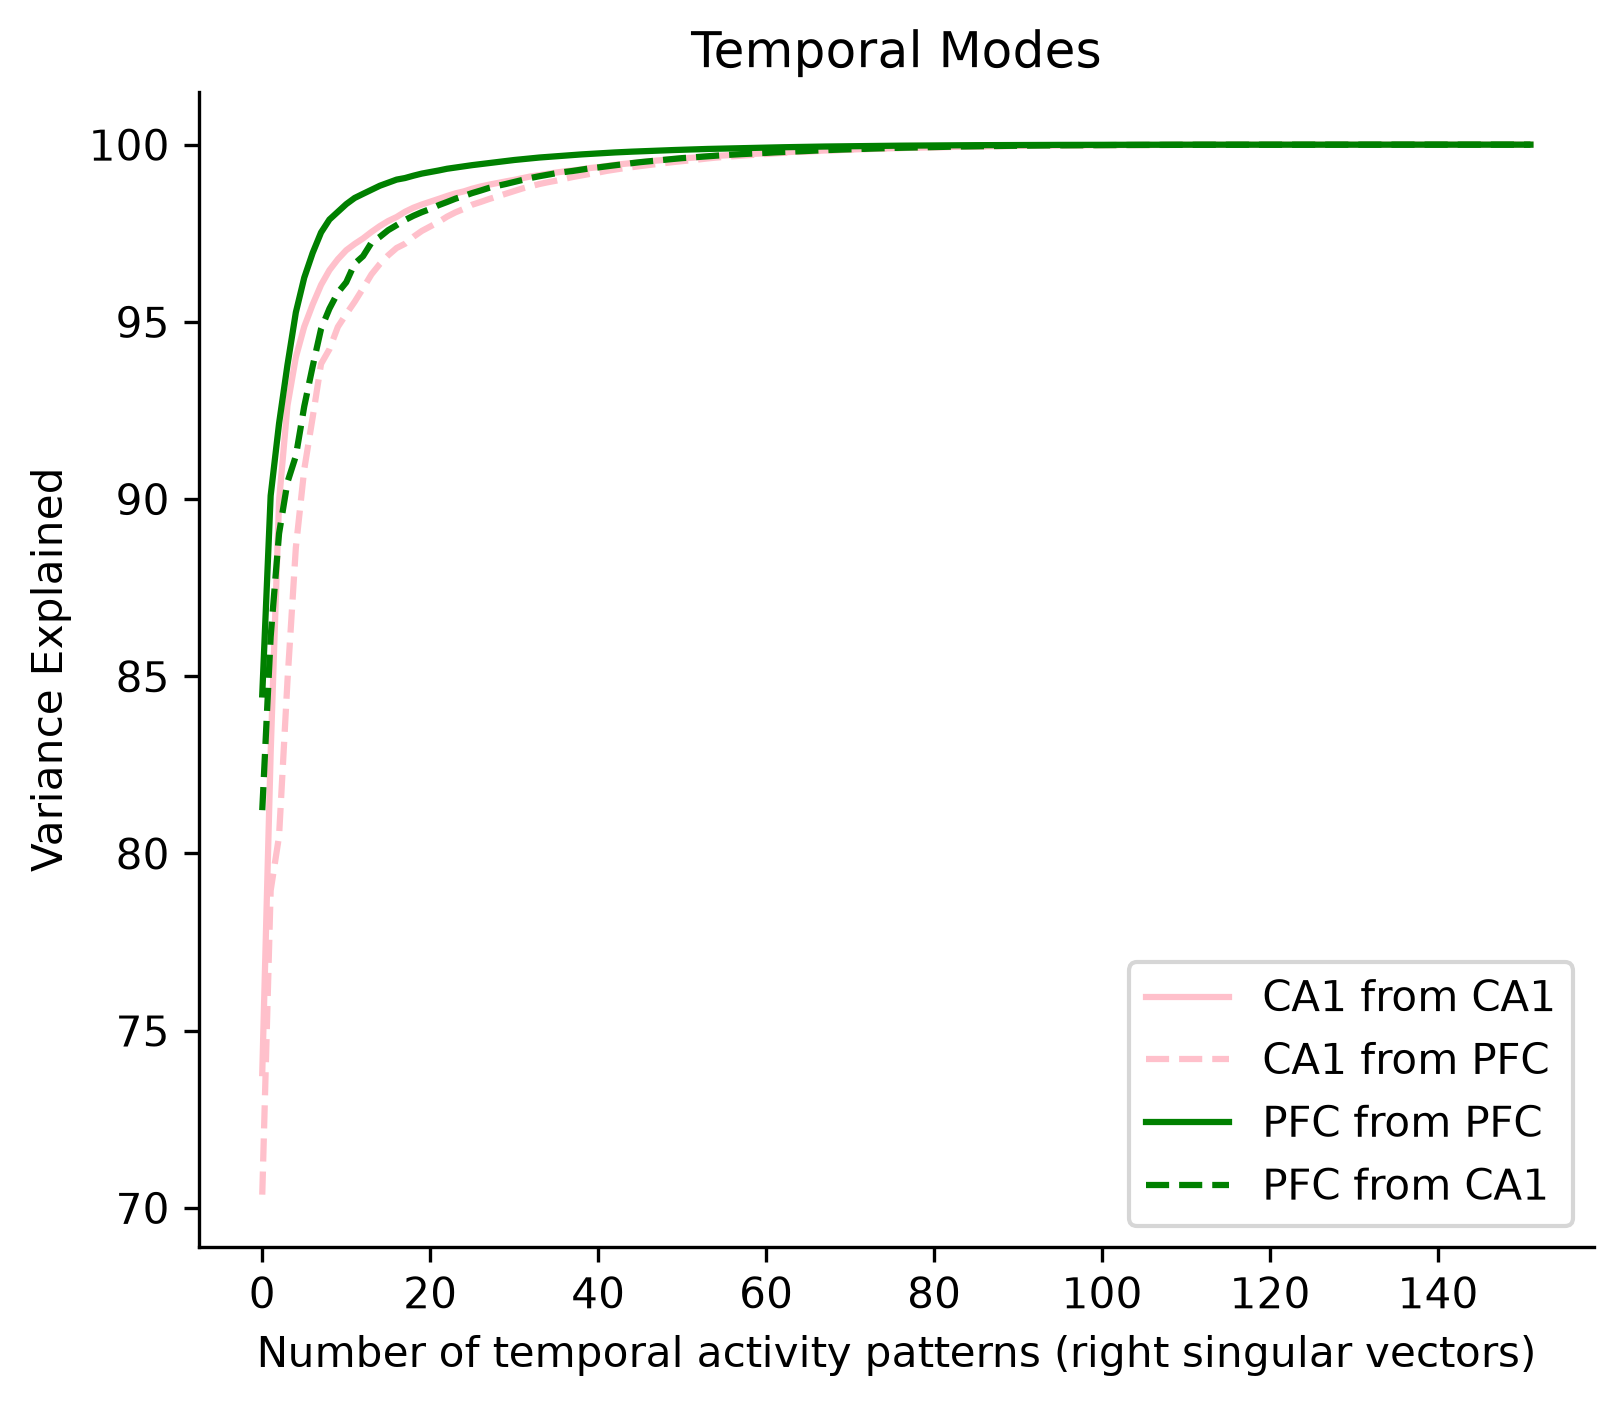 Temporal Modes
Variance Explained
100
95
90
85
80
75
70
0 20 40 60 80 100 120 140
Number of temporal activity patterns (right singular vectors)
CA1 from CA1
CA1 from PFC
PFC from PFC
PFC from CA1